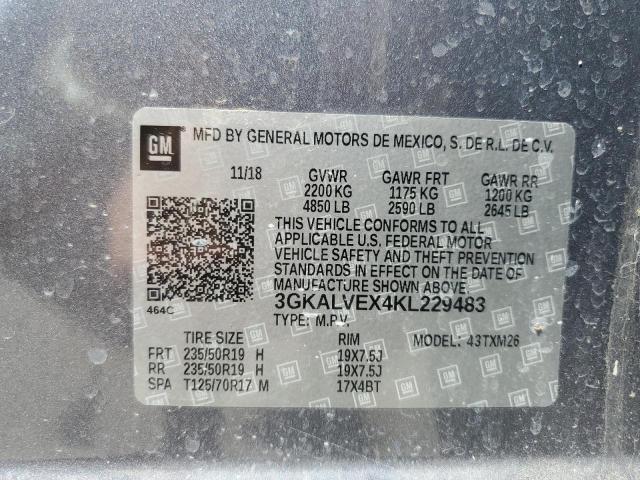 GM
MFD BY GENERAL MOTORS DE MEXICO, S. DE R.L. DE C.V.
11/18 GVWR GAWR FRT GAWR RR
2200 KG 1175 KG 1200 KG
4850 LB 2590 LB 2645 LB
THIS VEHICLE CONFORMS TO ALL
APPLICABLE U.S. FEDERAL MOTOR
VEHICLE SAFETY AND THEFT PREVENTION
STANDARDS IN EFFECT ON THE DATE OF
MANUFACTURE SHOWN ABOVE.
464C 3GKALVEX4KL229483
TYPE: M.P.V.
TIRE SIZE RIM MODEL: 43TXM26
FRT 235/50R19 H 19X7.5J
RR 235/50R19 H 19X7.5J
SPA T125/70R17 M 17X4BT